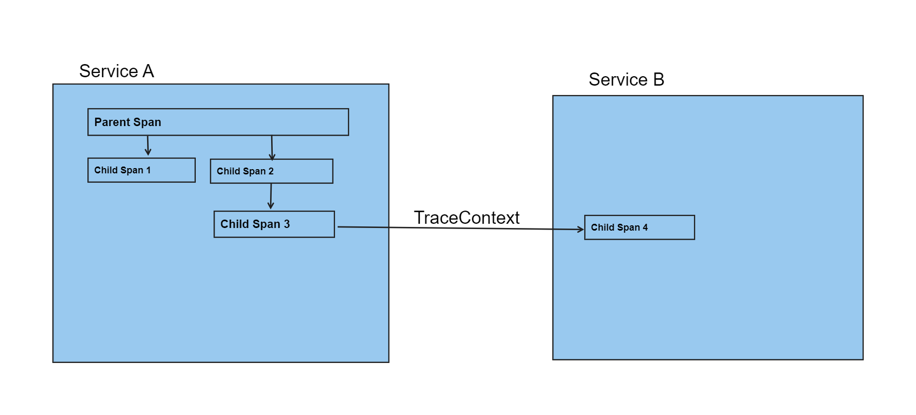 Service A
Service B
Parent Span
Child Span 1
Child Span 2
Child Span 3
TraceContext
Child Span 4